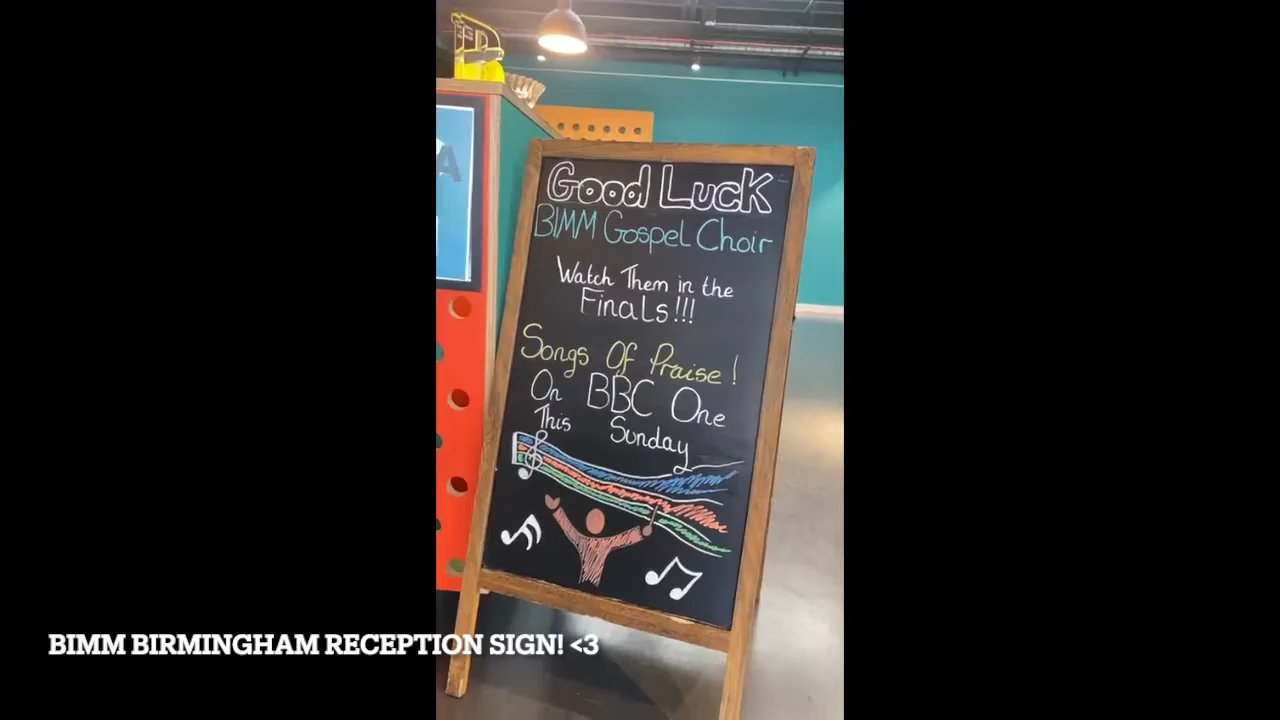 Good Luck
BIMM Gospel Choir
Watch Them in the
Finals!!!
Songs Of Praise!
On BBC One
This Sunday
BIMM BIRMINGHAM RECEPTION SIGN! <3